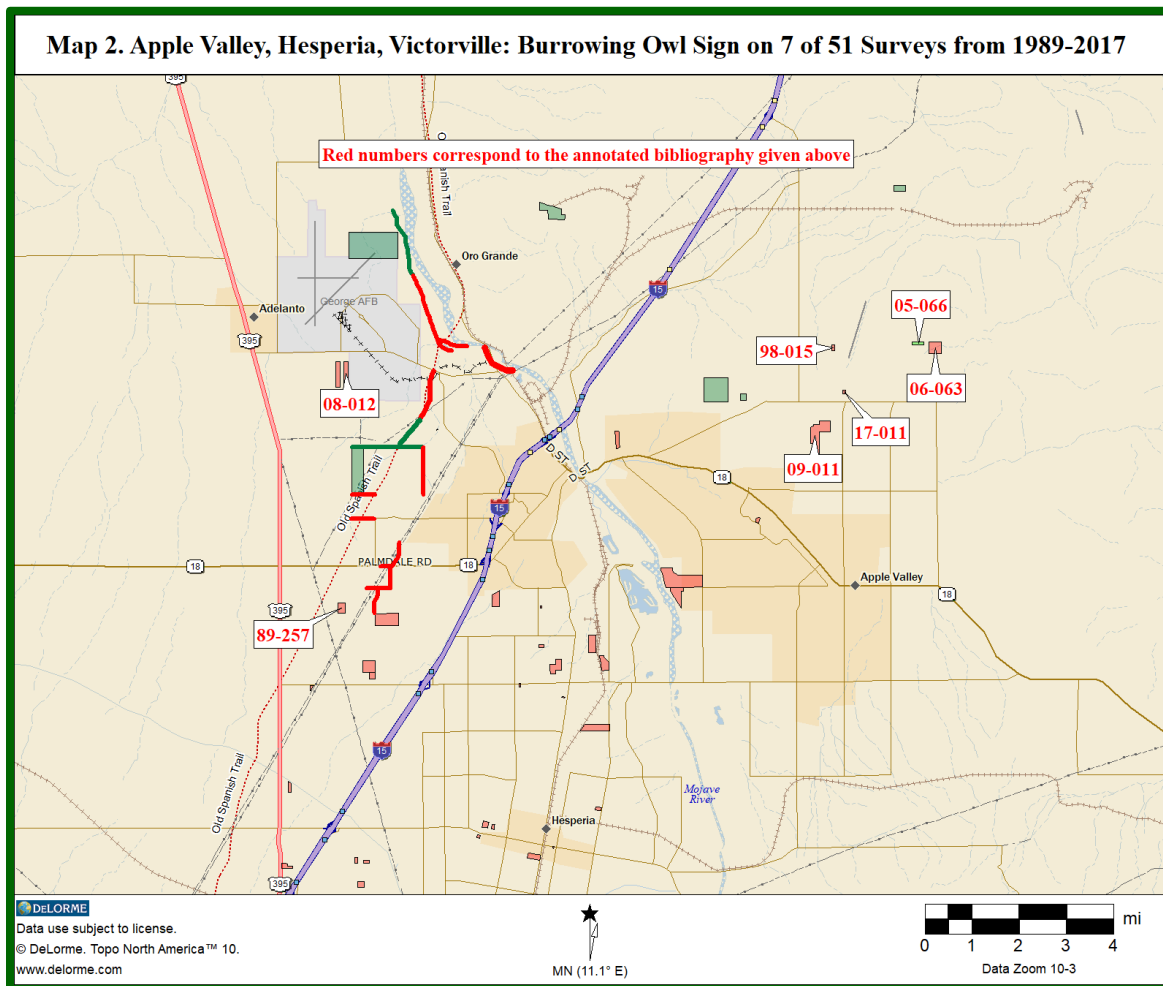 Map 2. Apple Valley, Hesperia, Victorville: Burrowing Owl Sign on 7 of 51 Surveys from 1989-2017
395
Red numbers correspond to the annotated bibliography given above
Oro Grande
15
05-066
George AFB
Adelanto
395
98-015
06-063
08-012
17-011
09-011
D ST
D ST
18
Old Spanish Trail
15
PALMDALE RD
18
18
Apple Valley
18
395
89-257
15
Old Spanish Trail
Mojave
River
Hesperia
395
DELORME
Data use subject to license.
© DeLorme. Topo North America™ 10.
www.delorme.com
MN (11.1° E)
mi
0 1 2 3 4
Data Zoom 10-3